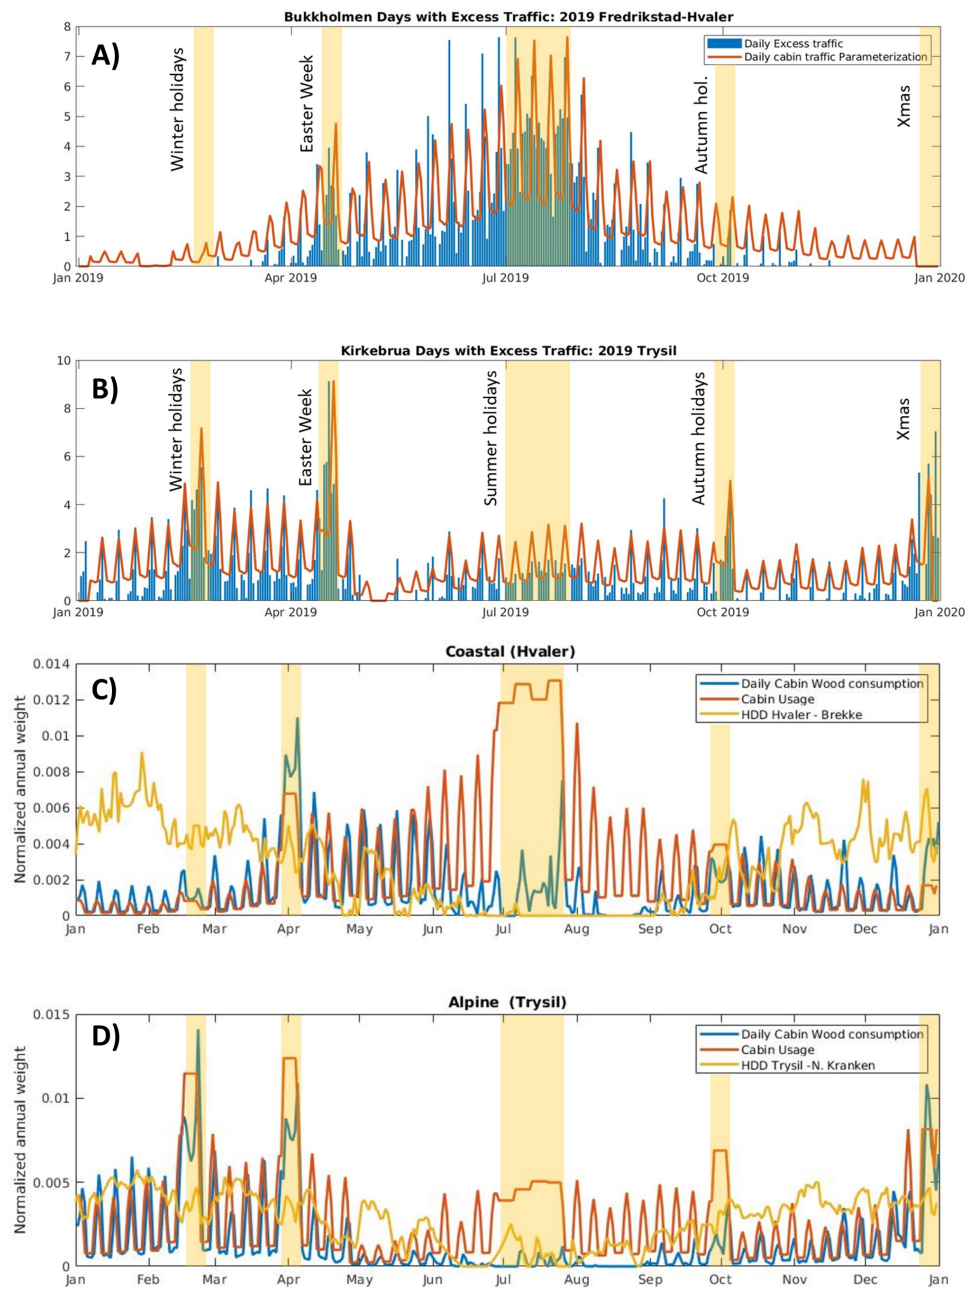 Bukkholmen Days with Excess Traffic: 2019 Fredrikstad-Hvaler
A)
Daily Excess traffic
Daily cabin traffic Parameterization
Winter holidays
Easter Week
Autumn hol.
Xmas
8
7
6
5
4
3
2
1
0
Jan 2019
Apr 2019
Jul 2019
Oct 2019
Jan 2020
Kirkebrua Days with Excess Traffic: 2019 Trysil
B)
Winter holidays
Easter Week
Summer holidays
Autumn holidays
Xmas
10
8
6
4
2
0
Jan 2019
Apr 2019
Jul 2019
Oct 2019
Jan 2020
Coastal (Hvaler)
C)
Daily Cabin Wood consumption
Cabin Usage
HDD Hvaler - Brekke
Normalized annual weight
0.014
0.012
0.01
0.008
0.006
0.004
0.002
0
Jan
Feb
Mar
Apr
May
Jun
Jul
Aug
Sep
Oct
Nov
Dec
Jan
Alpine (Trysil)
D)
Daily Cabin Wood consumption
Cabin Usage
HDD Trysil -N. Kranken
Normalized annual weight
0.015
0.01
0.005
0
Jan
Feb
Mar
Apr
May
Jun
Jul
Aug
Sep
Oct
Nov
Dec
Jan